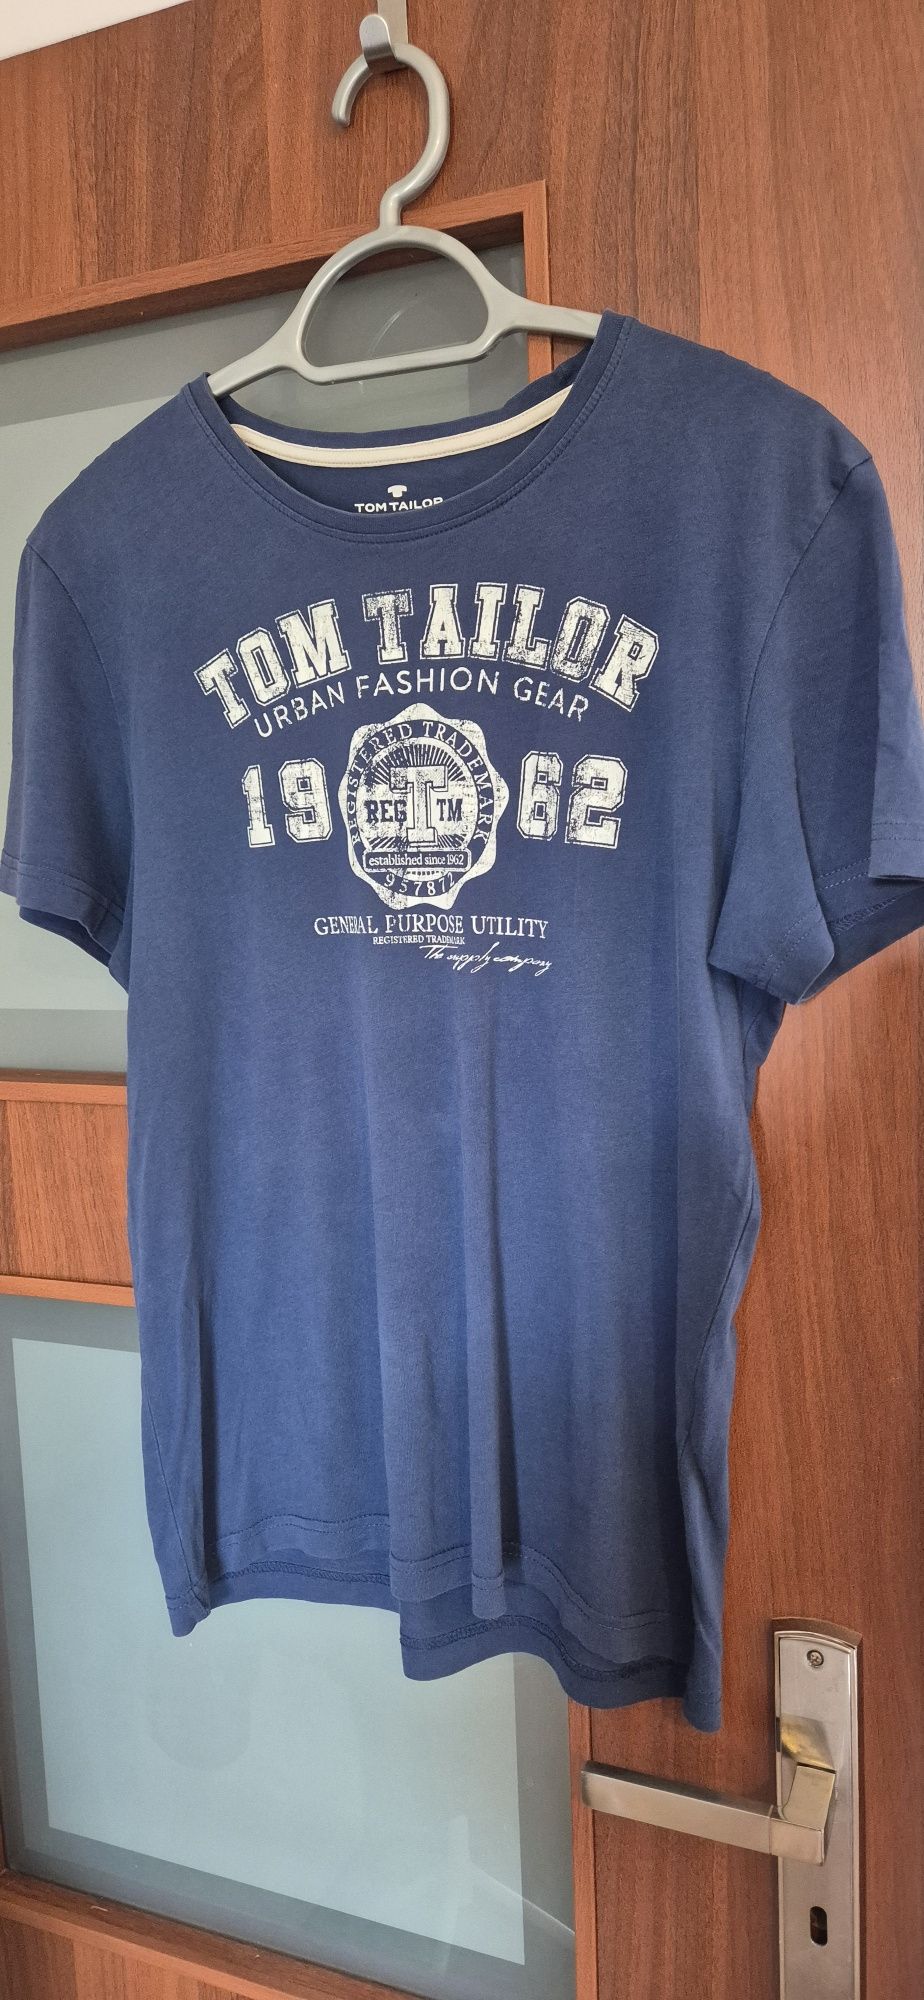 TOM TAILOR
TOM TAILOR
URBAN FASHION GEAR
19 62
REGISTERED TRADEMARK
REG T TM
established since 1962
957872
GENERAL PURPOSE UTILITY
REGISTERED TRADEMARK
The supply company